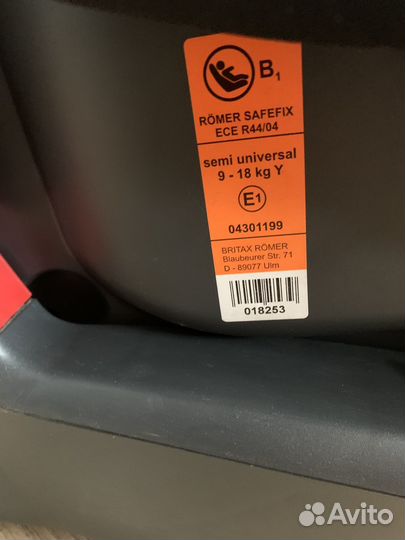 B1
RÖMER SAFEFIX
ECE R44/04
semi universal
9 - 18 kg Y
E1
04301199
BRITAX RÖMER
Blaubeurer Str. 71
D - 89077 Ulm
018253
Avito